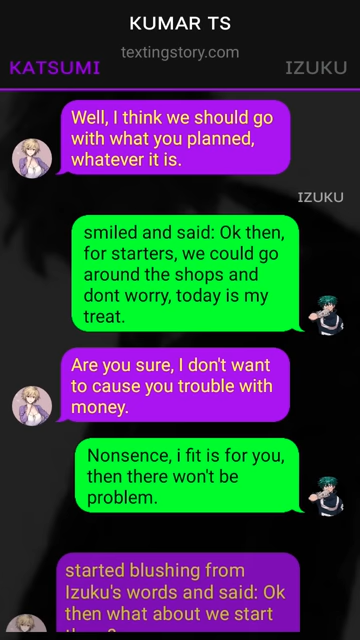 KUMAR TS
textingstory.com
KATSUMI
IZUKU
Well, I think we should go
with what you planned,
whatever it is.
IZUKU
smiled and said: Ok then,
for starters, we could go
around the shops and
dont worry, today is my
treat.
Are you sure, I don't want
to cause you trouble with
money.
Nonsence, i fit is for you,
then there won't be
problem.
started blushing from
Izuku's words and said: Ok
then what about we start